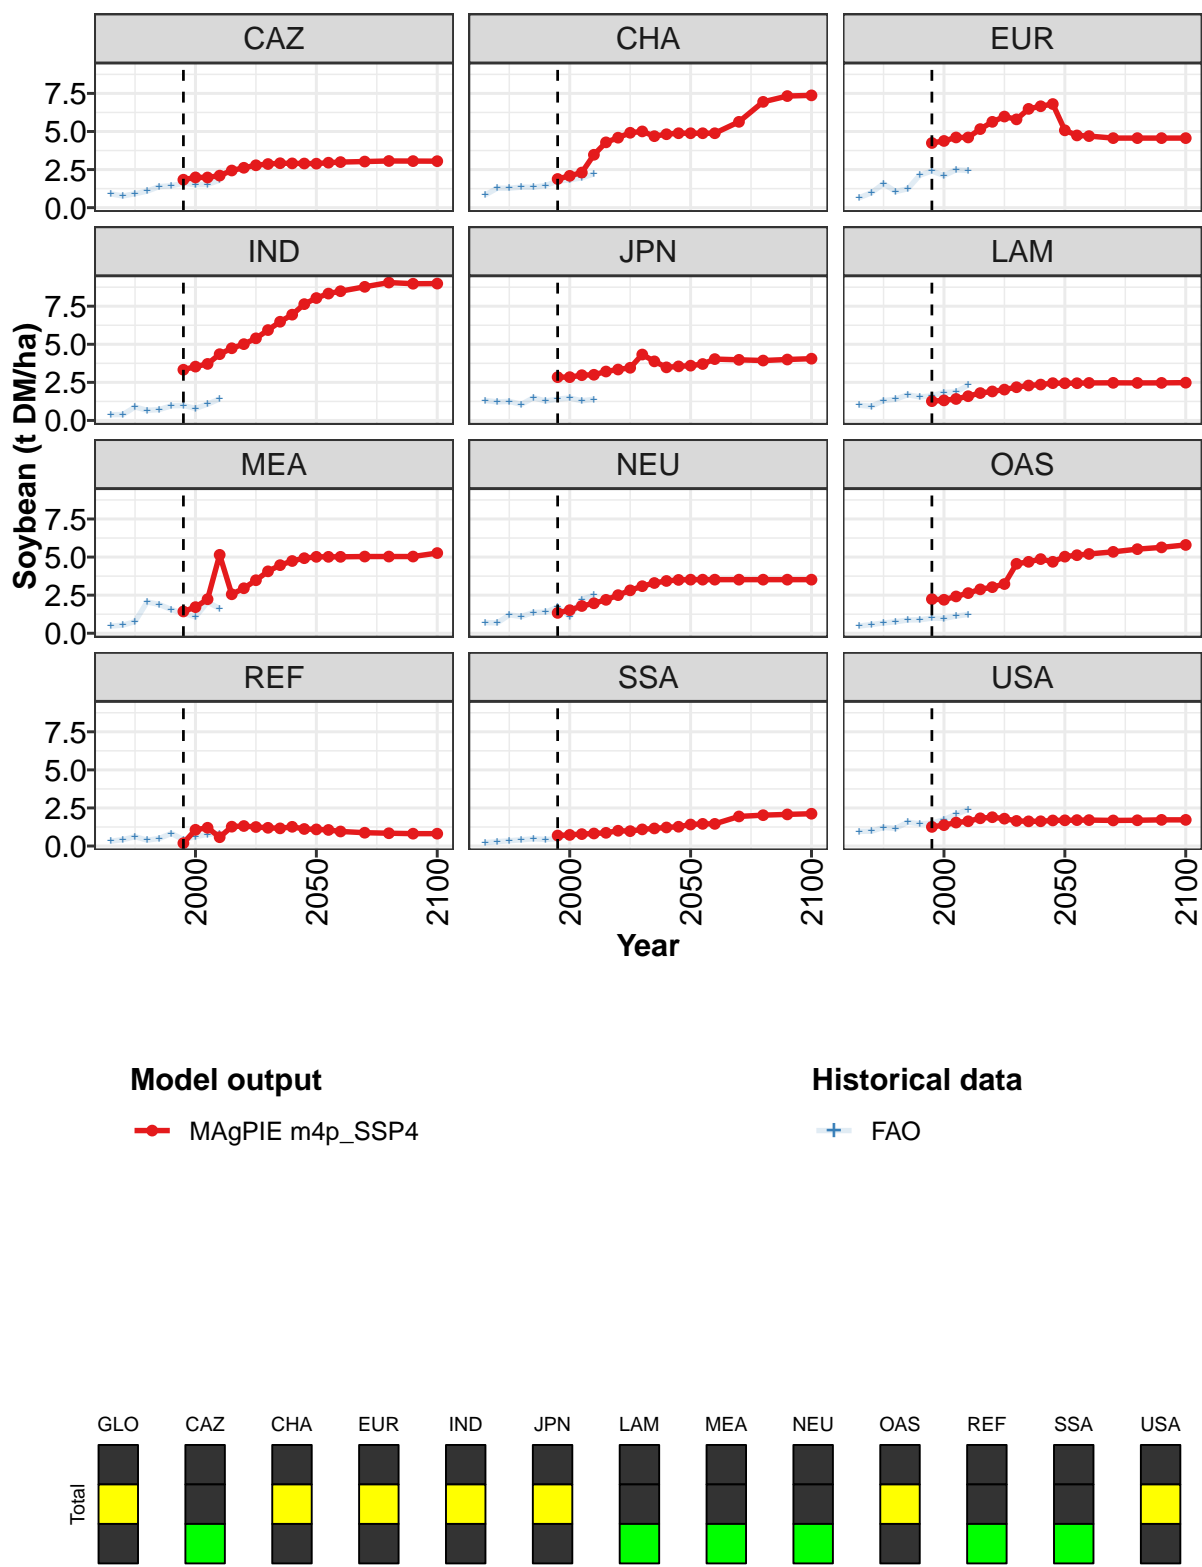 CAZ CHA EUR
7.5
5.0
2.5
0.0
IND JPN LAM
7.5
5.0
2.5
0.0
MEA NEU OAS
7.5
5.0
2.5
0.0
REF SSA USA
7.5
5.0
2.5
0.0
Soybean (t DM/ha)
2000 2050 2100 2000 2050 2100 2000 2050 2100
Year
Model output
MAgPIE m4p_SSP4
Historical data
FAO
GLO CAZ CHA EUR IND JPN LAM MEA NEU OAS REF SSA USA
Total